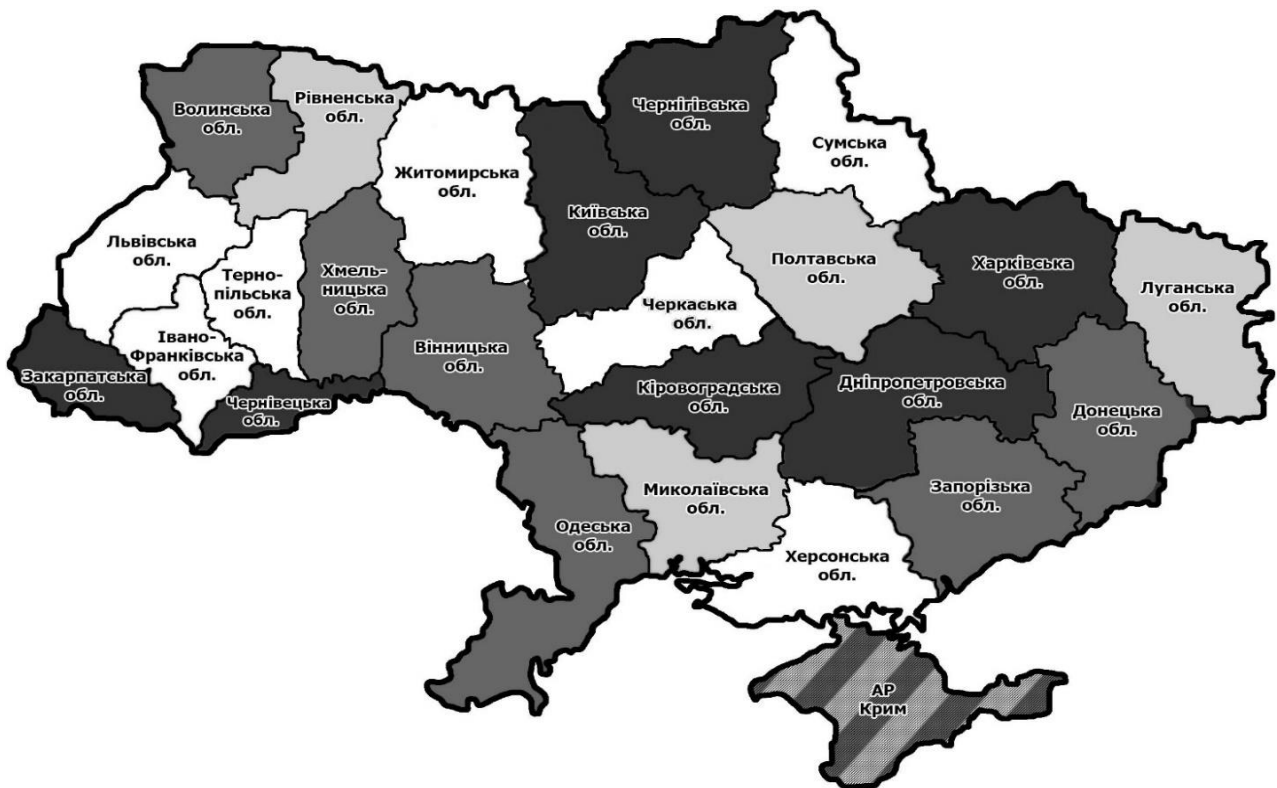 Волинська
обл.
Рівненська
обл.
Житомирська
обл.
Київська
обл.
Чернігівська
обл.
Сумська
обл.
Львівська
обл.
Терно-
пільська
обл.
Хмель-
ницька
обл.
Вінницька
обл.
Черкаська
обл.
Полтавська
обл.
Харківська
обл.
Луганська
обл.
Закарпатська
обл.
Івано-
Франківська
обл.
Чернівецька
обл.
Кіровоградська
обл.
Дніпропетровська
обл.
Донецька
обл.
Одеська
обл.
Миколаївська
обл.
Запорізька
обл.
Херсонська
обл.
АР
Крим